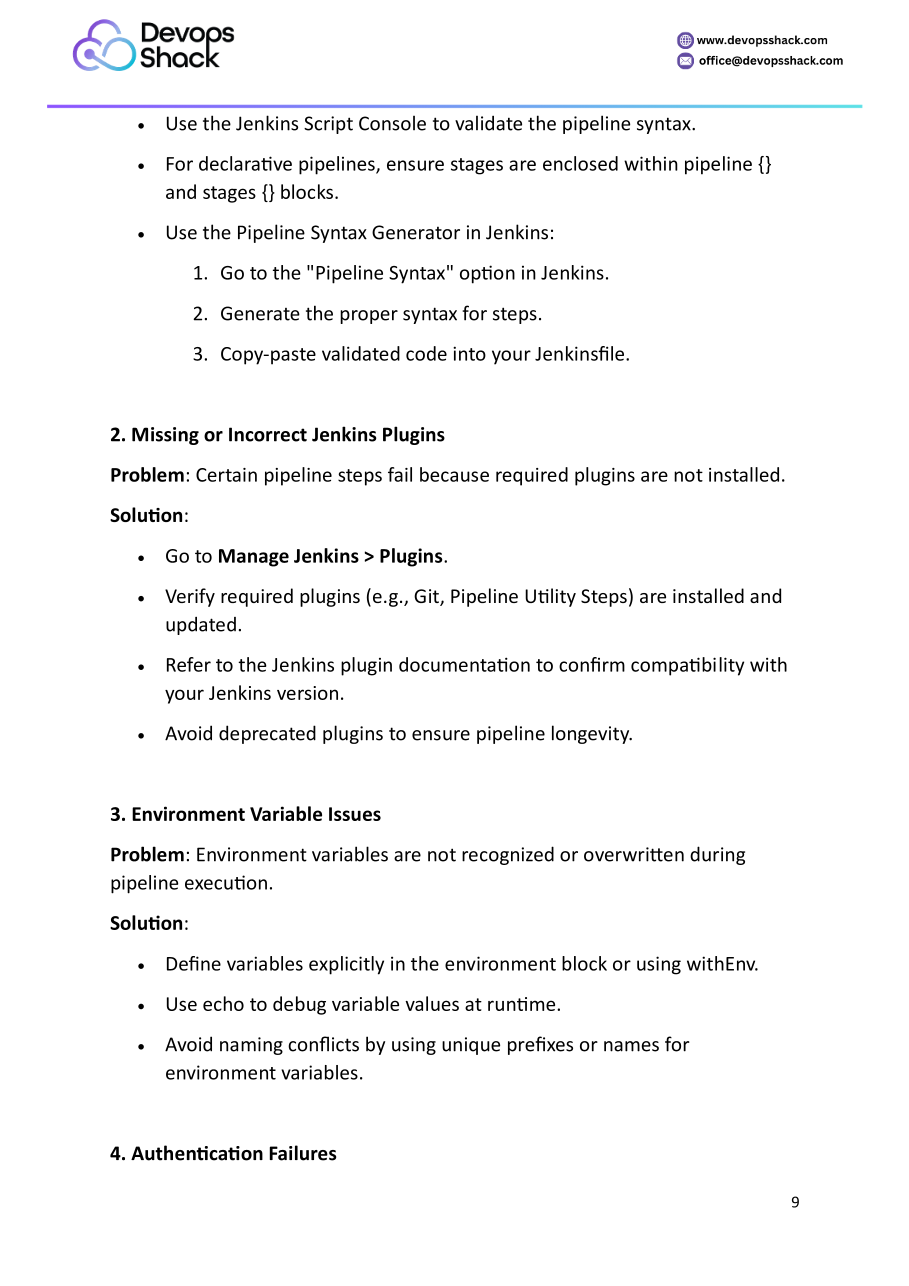 Devops
Shack
www.devopsshack.com
office@devopsshack.com
• Use the Jenkins Script Console to validate the pipeline syntax.
• For declarative pipelines, ensure stages are enclosed within pipeline {}
and stages {} blocks.
• Use the Pipeline Syntax Generator in Jenkins:
1. Go to the "Pipeline Syntax" option in Jenkins.
2. Generate the proper syntax for steps.
3. Copy-paste validated code into your Jenkinsfile.
2. Missing or Incorrect Jenkins Plugins
Problem: Certain pipeline steps fail because required plugins are not installed.
Solution:
• Go to Manage Jenkins > Plugins.
• Verify required plugins (e.g., Git, Pipeline Utility Steps) are installed and
updated.
• Refer to the Jenkins plugin documentation to confirm compatibility with
your Jenkins version.
• Avoid deprecated plugins to ensure pipeline longevity.
3. Environment Variable Issues
Problem: Environment variables are not recognized or overwritten during
pipeline execution.
Solution:
• Define variables explicitly in the environment block or using withEnv.
• Use echo to debug variable values at runtime.
• Avoid naming conflicts by using unique prefixes or names for
environment variables.
4. Authentication Failures
9